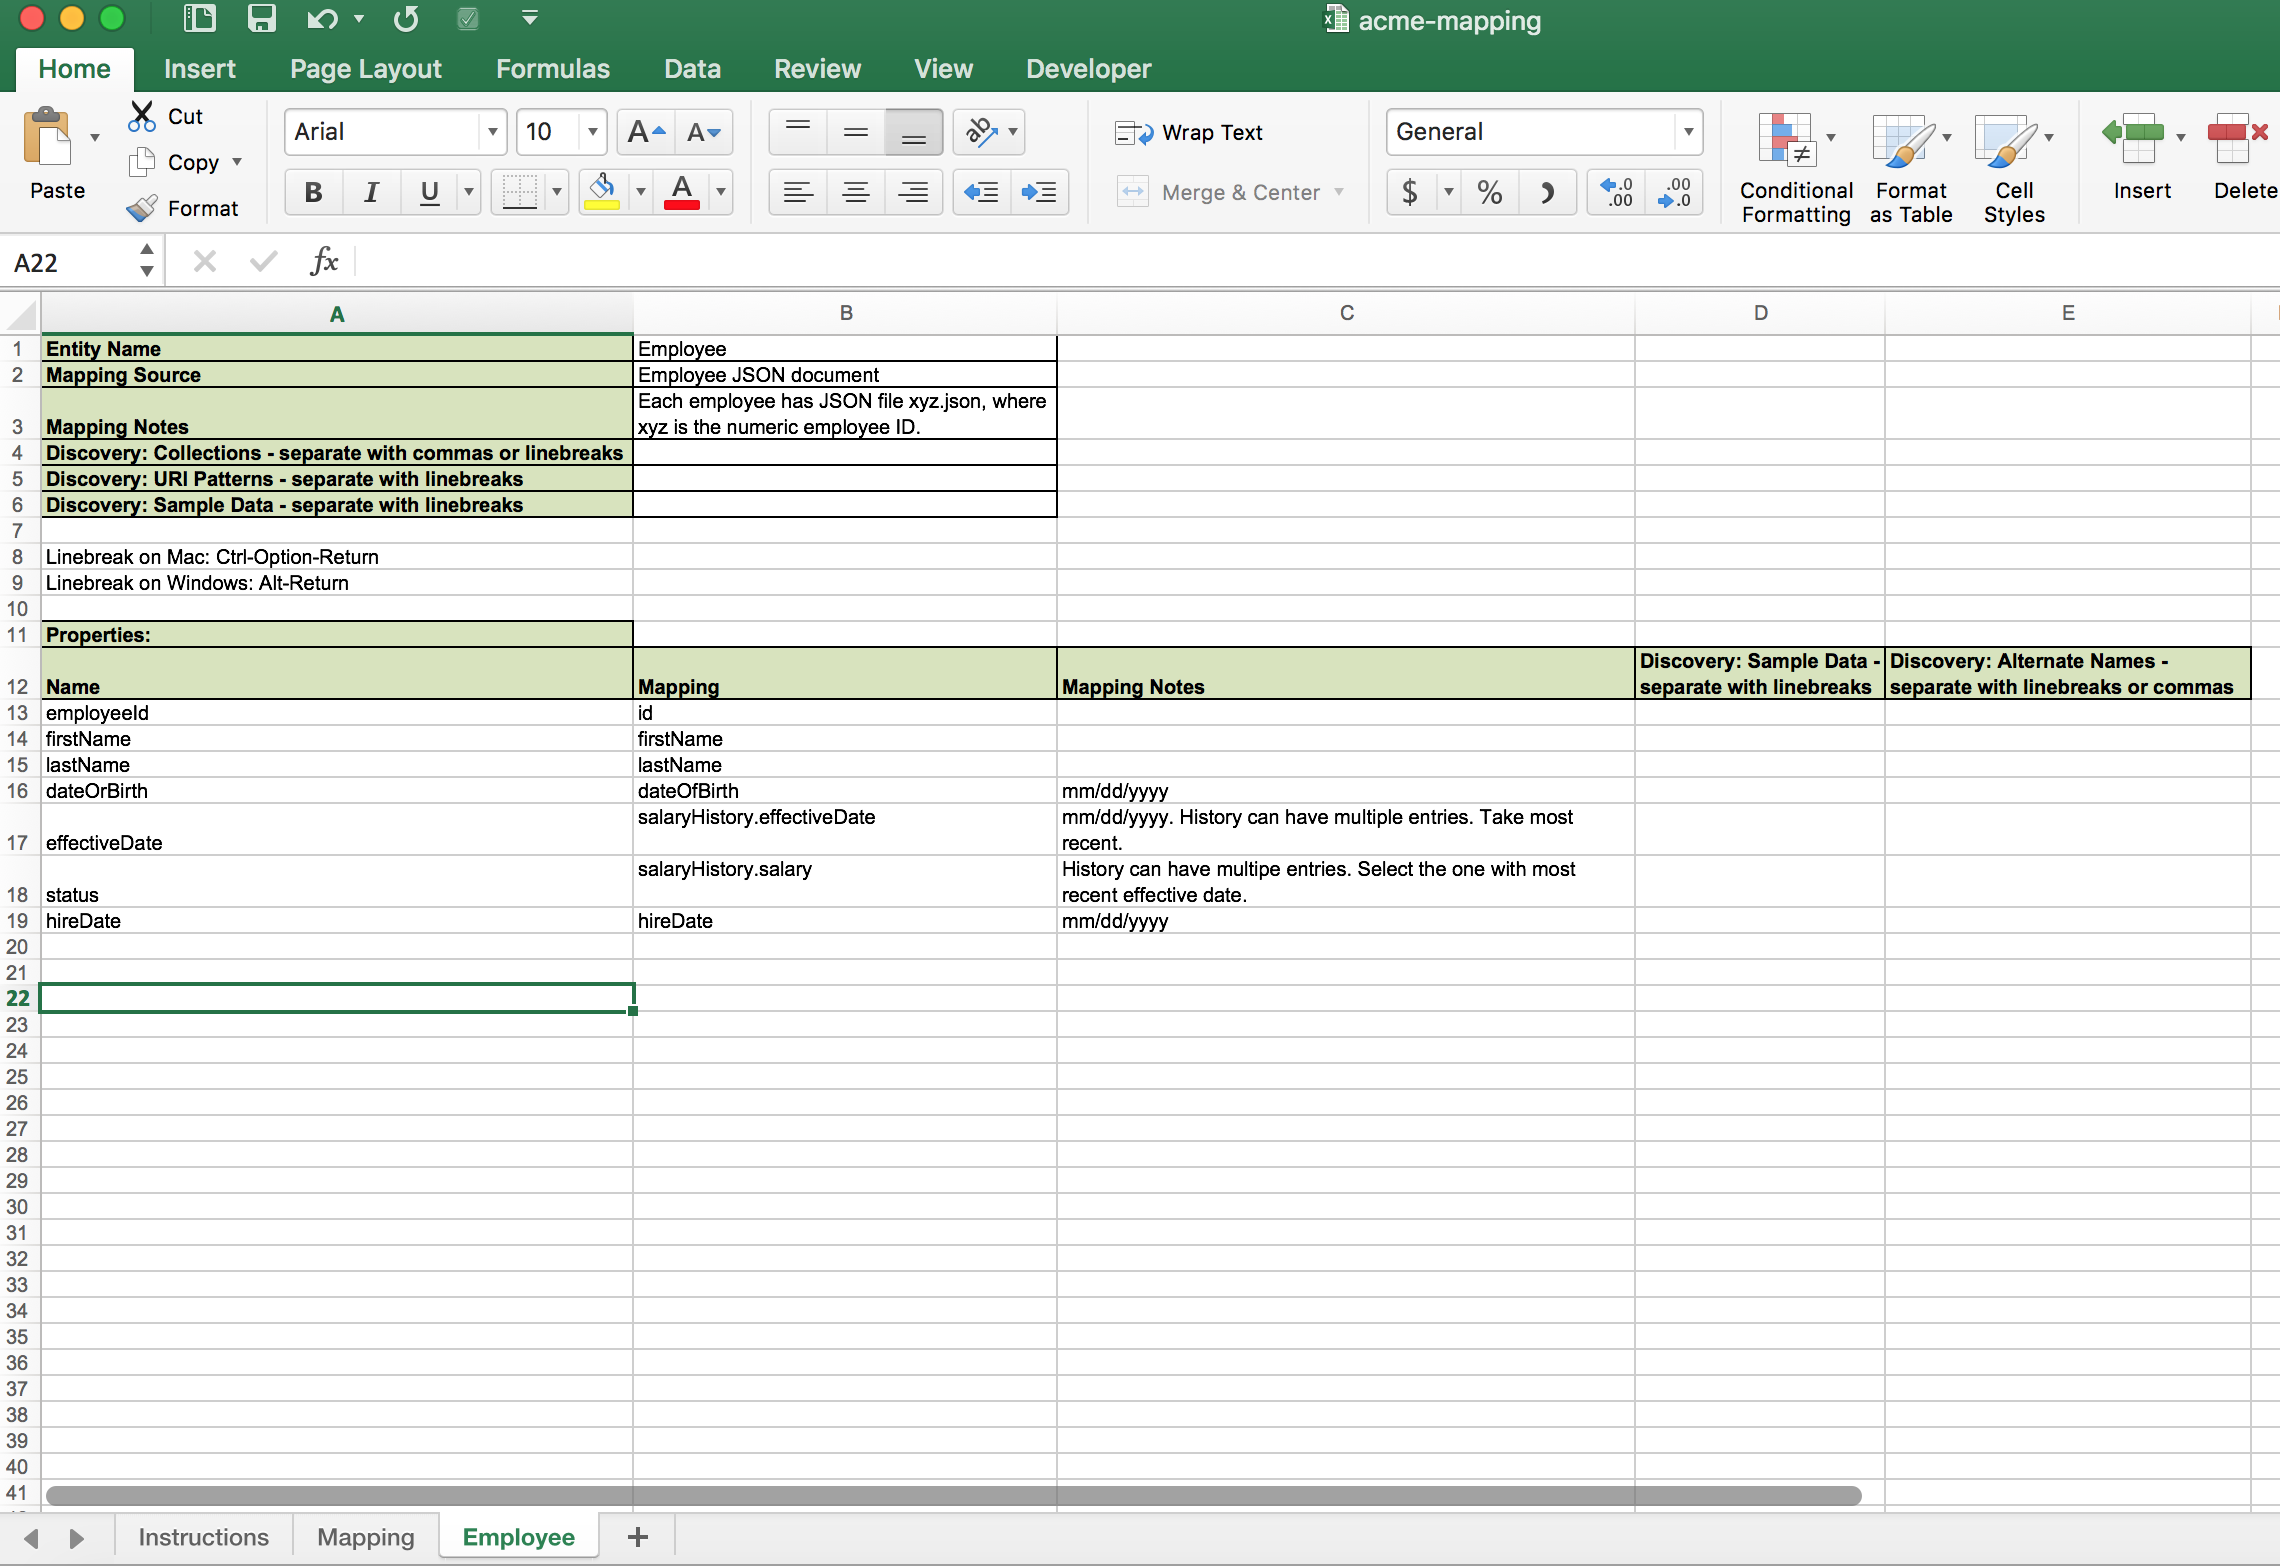 acme-mapping
Home Insert Page Layout Formulas Data Review View Developer
Paste
Cut
Copy
Format
Arial 10
B I U
Wrap Text
Merge & Center
General
$ %
Conditional Formatting
Format as Table
Cell Styles
Insert
Delete
A22 fx
A B C D E
1 Entity Name Employee
2 Mapping Source Employee JSON document
3 Mapping Notes Each employee has JSON file xyz.json, where
xyz is the numeric employee ID.
4 Discovery: Collections - separate with commas or linebreaks
5 Discovery: URI Patterns - separate with linebreaks
6 Discovery: Sample Data - separate with linebreaks
7
8 Linebreak on Mac: Ctrl-Option-Return
9 Linebreak on Windows: Alt-Return
10
11 Properties:
12 Name Mapping Mapping Notes Discovery: Sample Data - separate with linebreaks Discovery: Alternate Names - separate with linebreaks or commas
13 employeeId id
14 firstName firstName
15 lastName lastName
16 dateOrBirth dateOfBirth mm/dd/yyyy
17 effectiveDate salaryHistory.effectiveDate mm/dd/yyyy. History can have multiple entries. Take most
recent.
18 status salaryHistory.salary History can have multipe entries. Select the one with most
recent effective date.
19 hireDate hireDate mm/dd/yyyy
20
21
22
23
24
25
26
27
28
29
30
31
32
33
34
35
36
37
38
39
40
41
Instructions Mapping Employee +